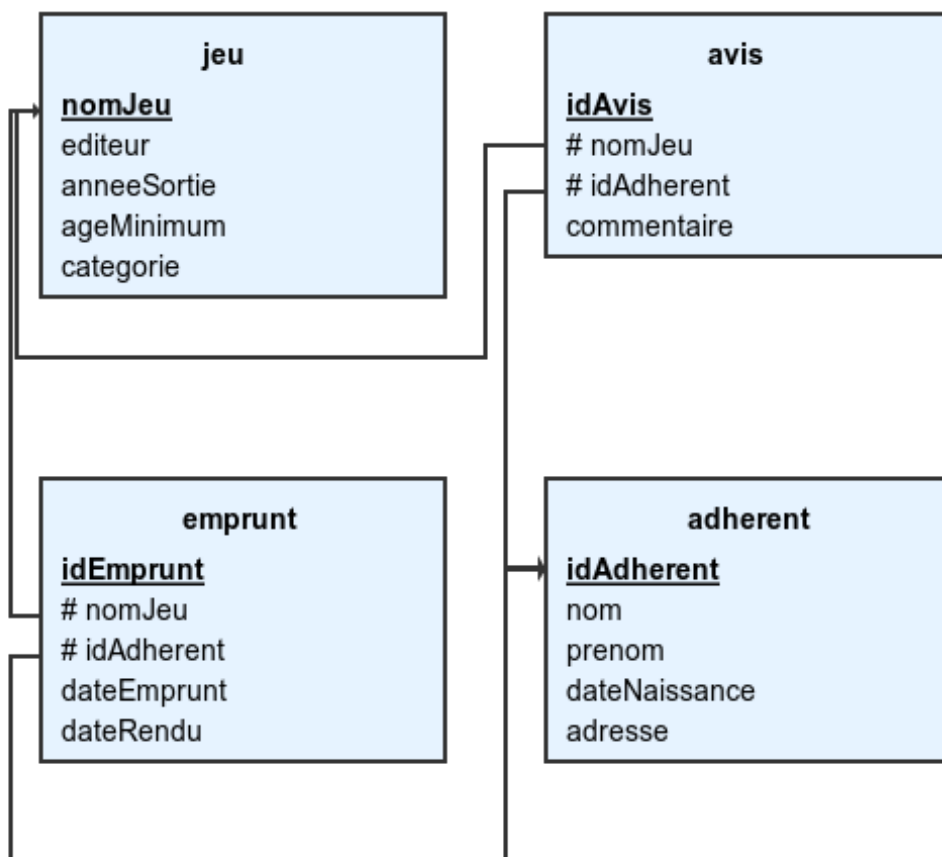 jeu
nomJeu
editeur
anneeSortie
ageMinimum
categorie
avis
idAvis
# nomJeu
# idAdherent
commentaire
emprunt
idEmprunt
# nomJeu
# idAdherent
dateEmprunt
dateRendu
adherent
idAdherent
nom
prenom
dateNaissance
adresse